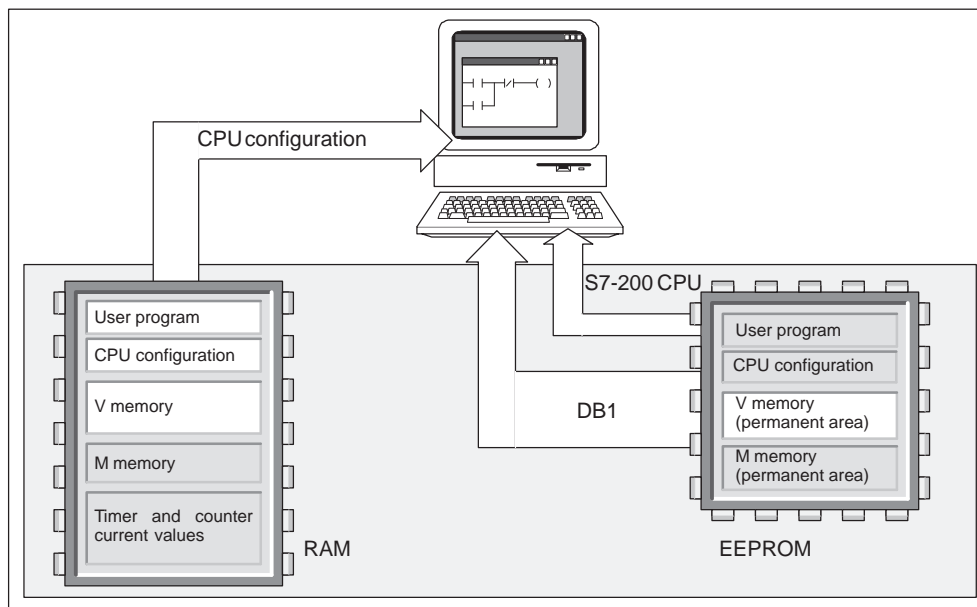 CPU configuration
S7-200 CPU
User program
CPU configuration
V memory
M memory
Timer and counter
current values
RAM
DB1
User program
CPU configuration
V memory
(permanent area)
M memory
(permanent area)
EEPROM